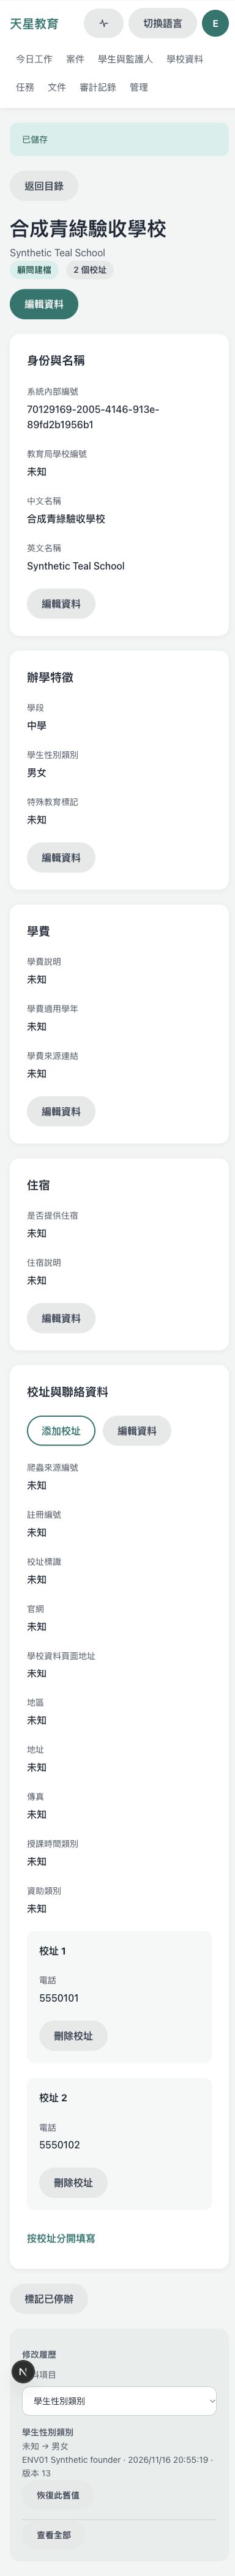 天星教育
切換語言
E
今日工作 案件 學生與監護人 學校資料
任務 文件 審計記錄 管理
已儲存
返回目錄
合成青綠驗收學校
Synthetic Teal School
顧問建檔 2 個校址
編輯資料
身份與名稱
系統內部編號
70129169-2005-4146-913e-
89fd2b1956b1
教育局學校編號
未知
中文名稱
合成青綠驗收學校
英文名稱
Synthetic Teal School
編輯資料
辦學特徵
學段
中學
學生性別類別
男女
特殊教育標記
未知
編輯資料
學費
學費說明
未知
學費適用學年
未知
學費來源連結
未知
編輯資料
住宿
是否提供住宿
未知
住宿說明
未知
編輯資料
校址與聯絡資料
添加校址 編輯資料
爬蟲來源編號
未知
註冊編號
未知
校址標識
未知
官網
未知
學校資料頁面地址
未知
地區
未知
地址
未知
傳真
未知
授課時間類別
未知
資助類別
未知
校址 1
電話
5550101
刪除校址
校址 2
電話
5550102
刪除校址
按校址分開填寫
標記已停辦
修改履歷
N
項目
學生性別類別
學生性別類別
未知 → 男女
ENV01 Synthetic founder · 2026/11/16 20:55:19 ·
版本 13
恢復此舊值
查看全部